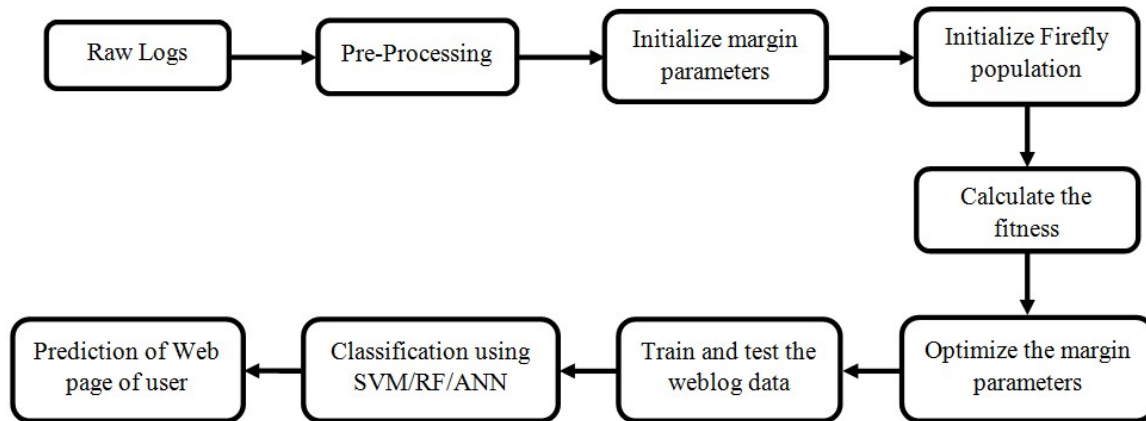 Raw Logs
Pre-Processing
Initialize margin
parameters
Initialize Firefly
population
Calculate the
fitness
Optimize the margin
parameters
Train and test the
weblog data
Classification using
SVM/RF/ANN
Prediction of Web
page of user